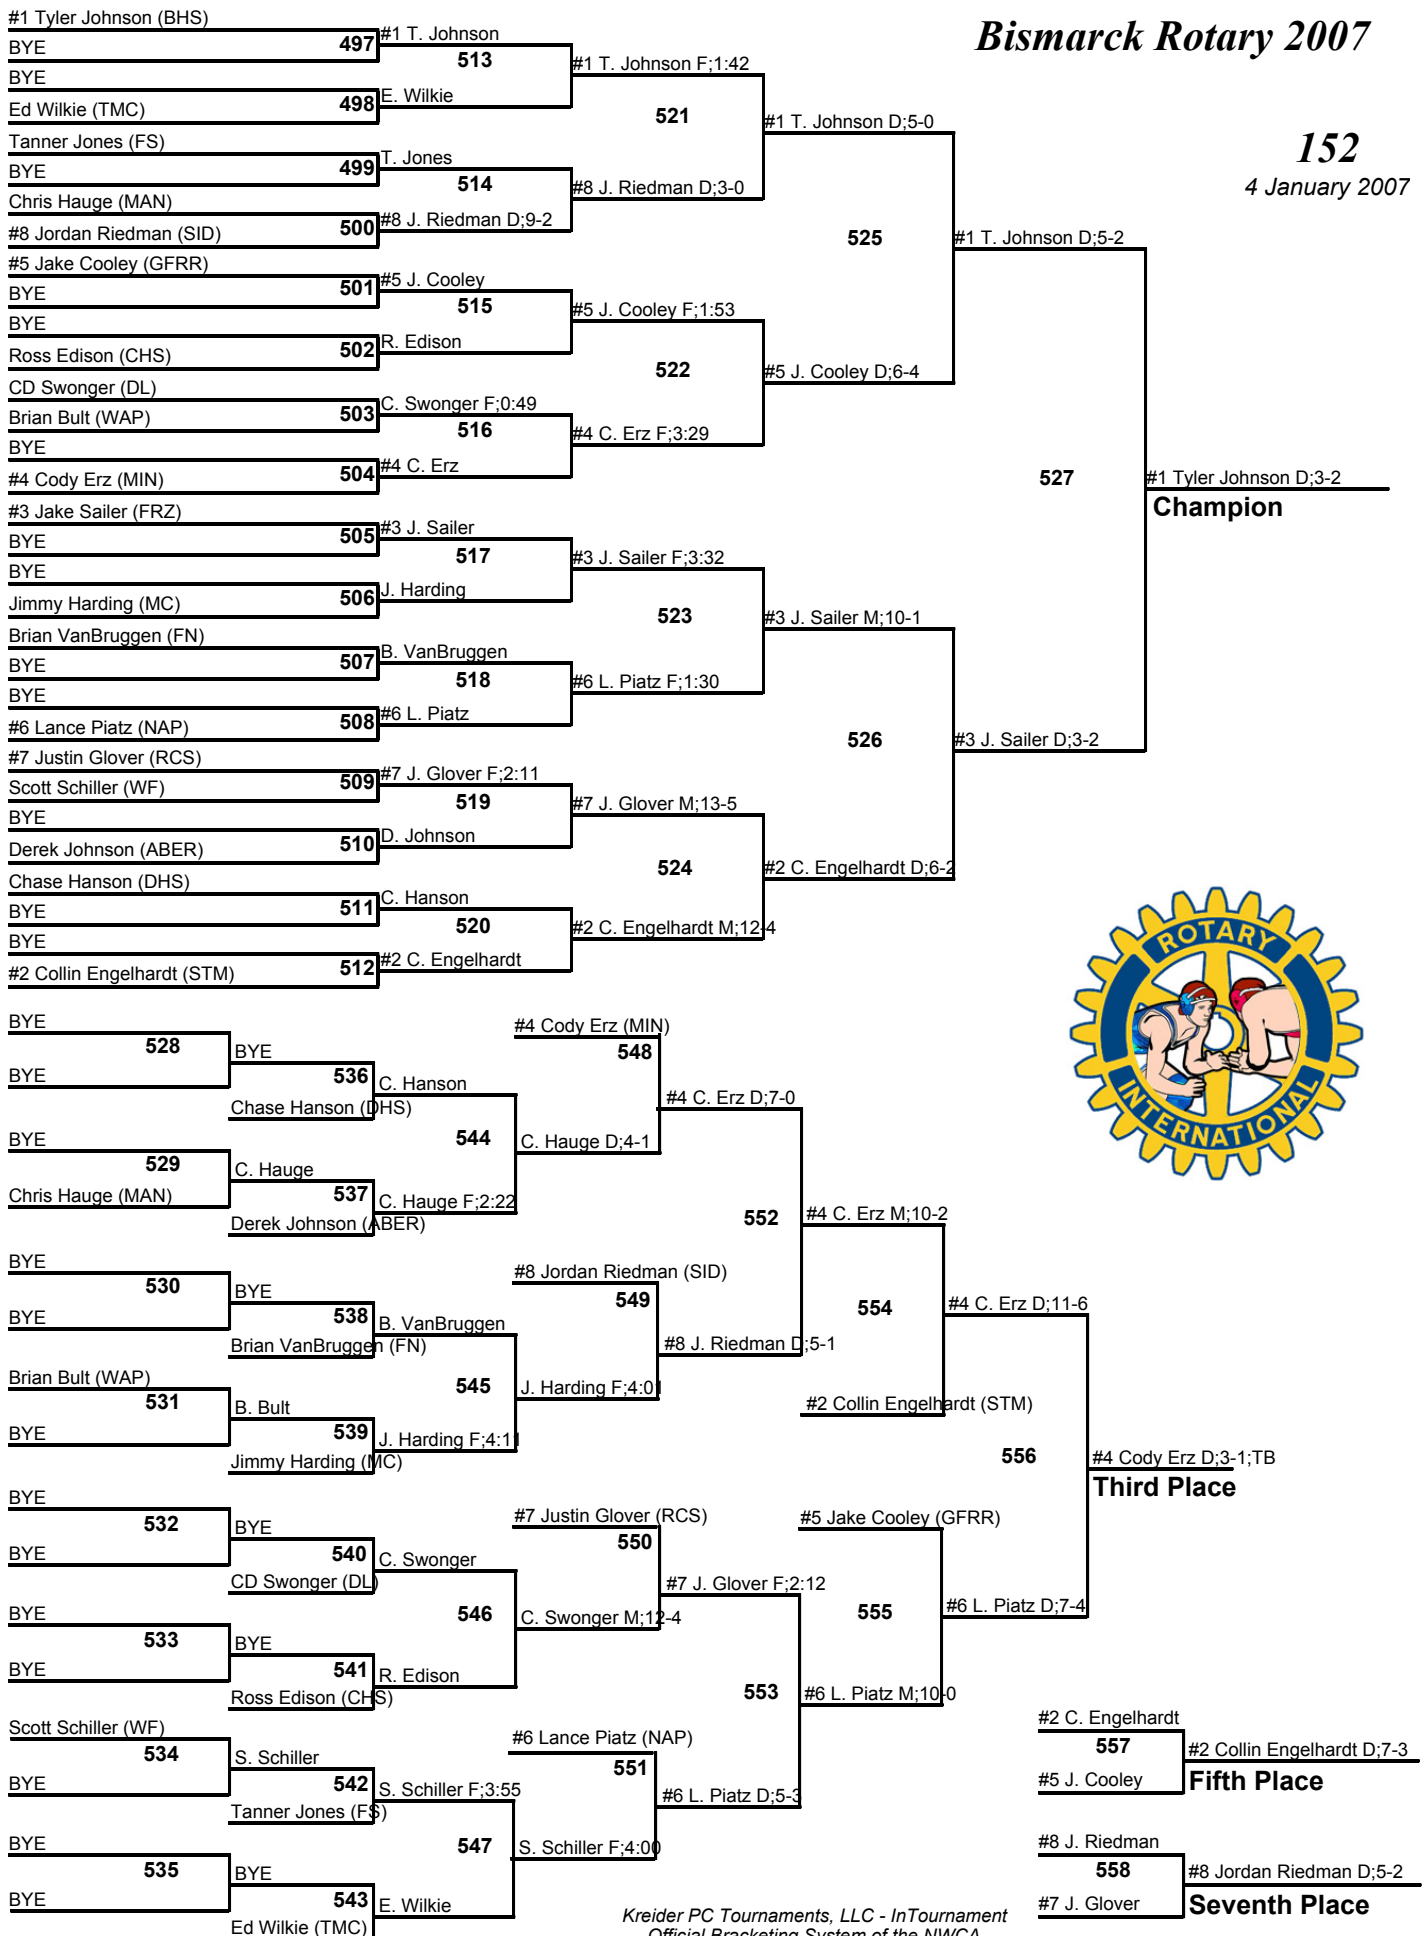 Bismarck Rotary 2007
152
4 January 2007
#1 Tyler Johnson (BHS)
BYE
497
BYE
Ed Wilkie (TMC)
498
Tanner Jones (FS)
BYE
499
Chris Hauge (MAN)
#8 Jordan Riedman (SID)
500
#5 Jake Cooley (GFRR)
BYE
501
BYE
Ross Edison (CHS)
502
CD Swonger (DL)
Brian Bult (WAP)
503
BYE
#4 Cody Erz (MIN)
504
#3 Jake Sailer (FRZ)
BYE
505
BYE
Jimmy Harding (MC)
506
Brian VanBruggen (FN)
BYE
507
BYE
#6 Lance Piatz (NAP)
508
#7 Justin Glover (RCS)
Scott Schiller (WF)
509
BYE
Derek Johnson (ABER)
510
Chase Hanson (DHS)
BYE
511
BYE
#2 Collin Engelhardt (STM)
512
#1 T. Johnson
513
E. Wilkie
T. Jones
514
#8 J. Riedman D;9-2
#5 J. Cooley
515
R. Edison
C. Swonger F;0:49
516
#4 C. Erz
#3 J. Sailer
517
J. Harding
B. VanBruggen
518
#6 L. Piatz
#7 J. Glover F;2:11
519
D. Johnson
C. Hanson
520
#2 C. Engelhardt
#1 T. Johnson F;1:42
521
#8 J. Riedman D;3-0
#5 J. Cooley F;1:53
522
#4 C. Erz F;3:29
#3 J. Sailer F;3:32
523
#6 L. Piatz F;1:30
#7 J. Glover M;13-5
524
#2 C. Engelhardt M;12-4
#1 T. Johnson D;5-0
525
#5 J. Cooley D;6-4
#3 J. Sailer M;10-1
526
#2 C. Engelhardt D;6-2
#1 T. Johnson D;5-2
527
#3 J. Sailer D;3-2
#1 Tyler Johnson D;3-2
Champion
ROTARY
INTERNATIONAL
BYE
528
BYE
BYE
529
Chris Hauge (MAN)
BYE
530
BYE
Brian Bult (WAP)
531
BYE
BYE
532
BYE
BYE
533
BYE
Scott Schiller (WF)
534
BYE
BYE
535
BYE
BYE
536
Chase Hanson (DHS)
C. Hauge
537
Derek Johnson (ABER)
BYE
538
Brian VanBruggen (FN)
B. Bult
539
Jimmy Harding (MC)
BYE
540
CD Swonger (DL)
BYE
541
Ross Edison (CHS)
S. Schiller
542
Tanner Jones (FS)
BYE
543
Ed Wilkie (TMC)
C. Hanson
544
C. Hauge F;2:22
B. VanBruggen
545
J. Harding F;4:11
C. Swonger
546
R. Edison
S. Schiller F;3:55
547
E. Wilkie
#4 Cody Erz (MIN)
548
C. Hauge D;4-1
#8 Jordan Riedman (SID)
549
J. Harding F;4:01
#7 Justin Glover (RCS)
550
C. Swonger M;12-4
#6 Lance Piatz (NAP)
551
S. Schiller F;4:00
#4 C. Erz D;7-0
552
#8 J. Riedman D;5-1
#7 J. Glover F;2:12
553
#6 L. Piatz D;5-3
#4 C. Erz M;10-2
554
#2 Collin Engelhardt (STM)
#5 Jake Cooley (GFRR)
555
#6 L. Piatz M;10-0
#4 C. Erz D;11-6
556
#6 L. Piatz D;7-4
#4 Cody Erz D;3-1;TB
Third Place
#2 C. Engelhardt
557
#5 J. Cooley
#2 Collin Engelhardt D;7-3
Fifth Place
#8 J. Riedman
558
#7 J. Glover
#8 Jordan Riedman D;5-2
Seventh Place
Kreider PC Tournaments, LLC - InTournament
Official Bracketing System of the NWCA